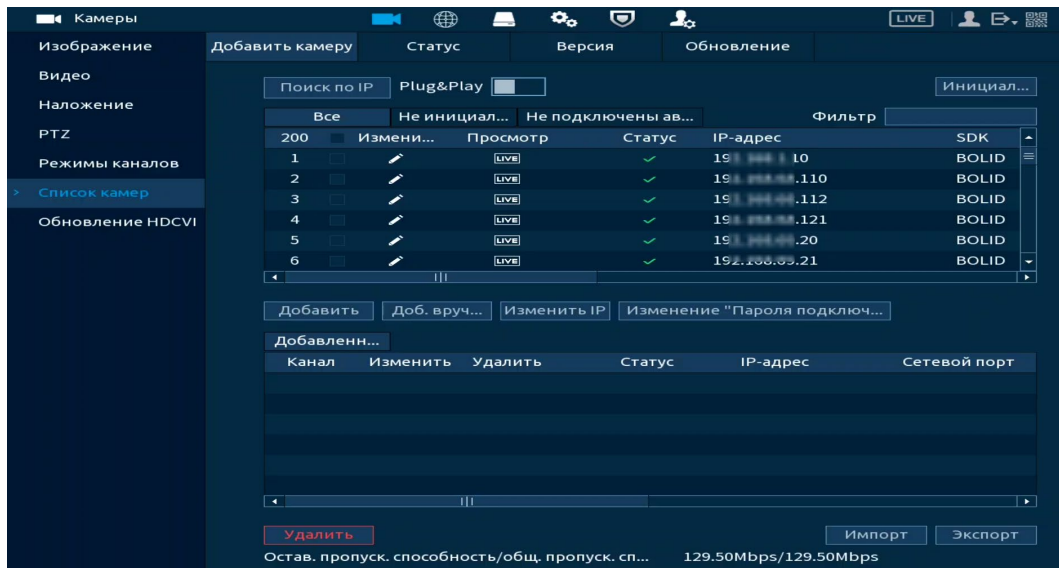 Камеры LIVE
Изображение Добавить камеру Статус Версия Обновление
Видео
Поиск по IP Plug&Play Инициал...
Наложение
Все Не инициал... Не подключены ав... Фильтр
PTZ
200 Измени... Просмотр Статус IP-адрес SDK
Режимы каналов
1 LIVE 10 BOLID
2 LIVE .110 BOLID
> Список камер
3 LIVE .112 BOLID
Обновление HDCVI
4 LIVE .121 BOLID
5 LIVE .20 BOLID
6 LIVE .21 BOLID
Добавить Доб. вруч... Изменить IP Изменение "Пароля подключ...
Добавленн...
Канал Изменить Удалить Статус IP-адрес Сетевой порт
Удалить Импорт Экспорт
Остав. пропуск. способность/общ. пропуск. сп... 129.50Mbps/129.50Mbps